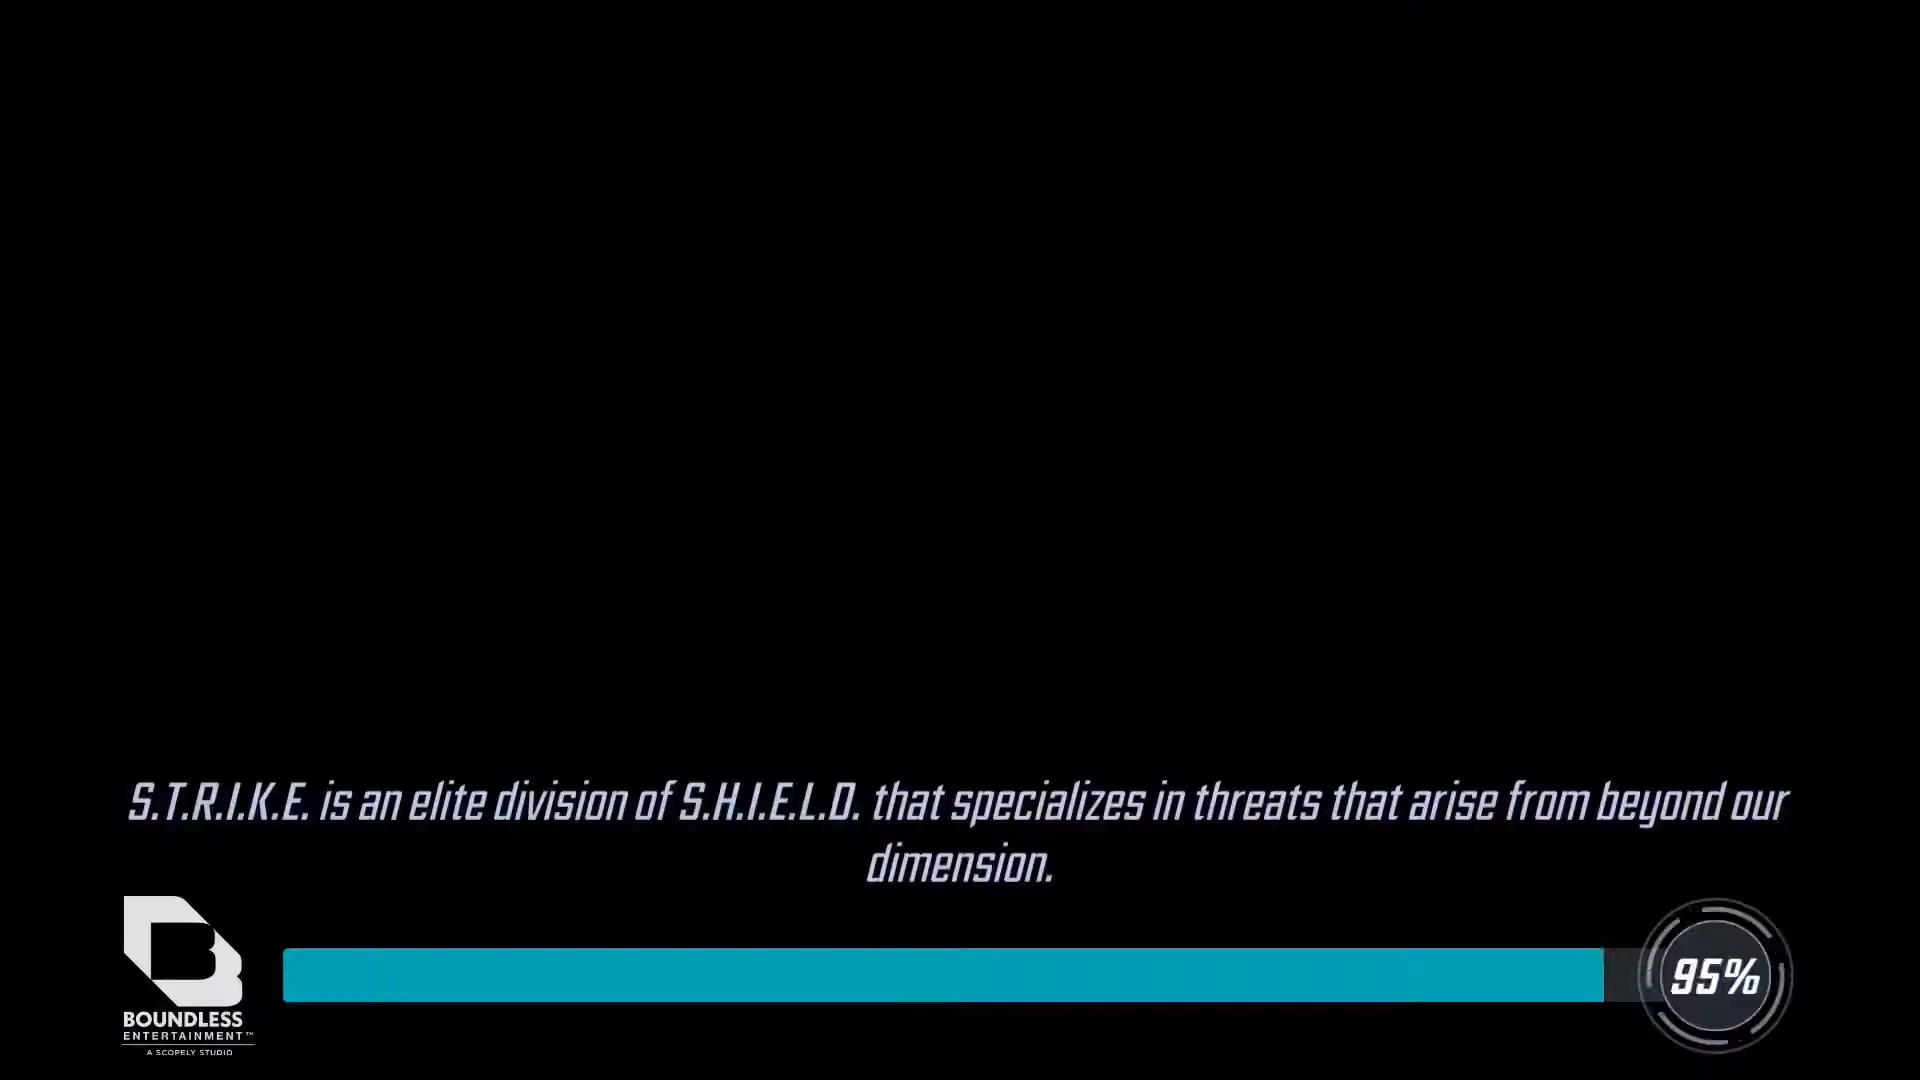 S.T.R.I.K.E. is an elite division of S.H.I.E.L.D. that specializes in threats that arise from beyond our
dimension.
95%
BOUNDLESS
ENTERTAINMENT™
A SCOPELY STUDIO